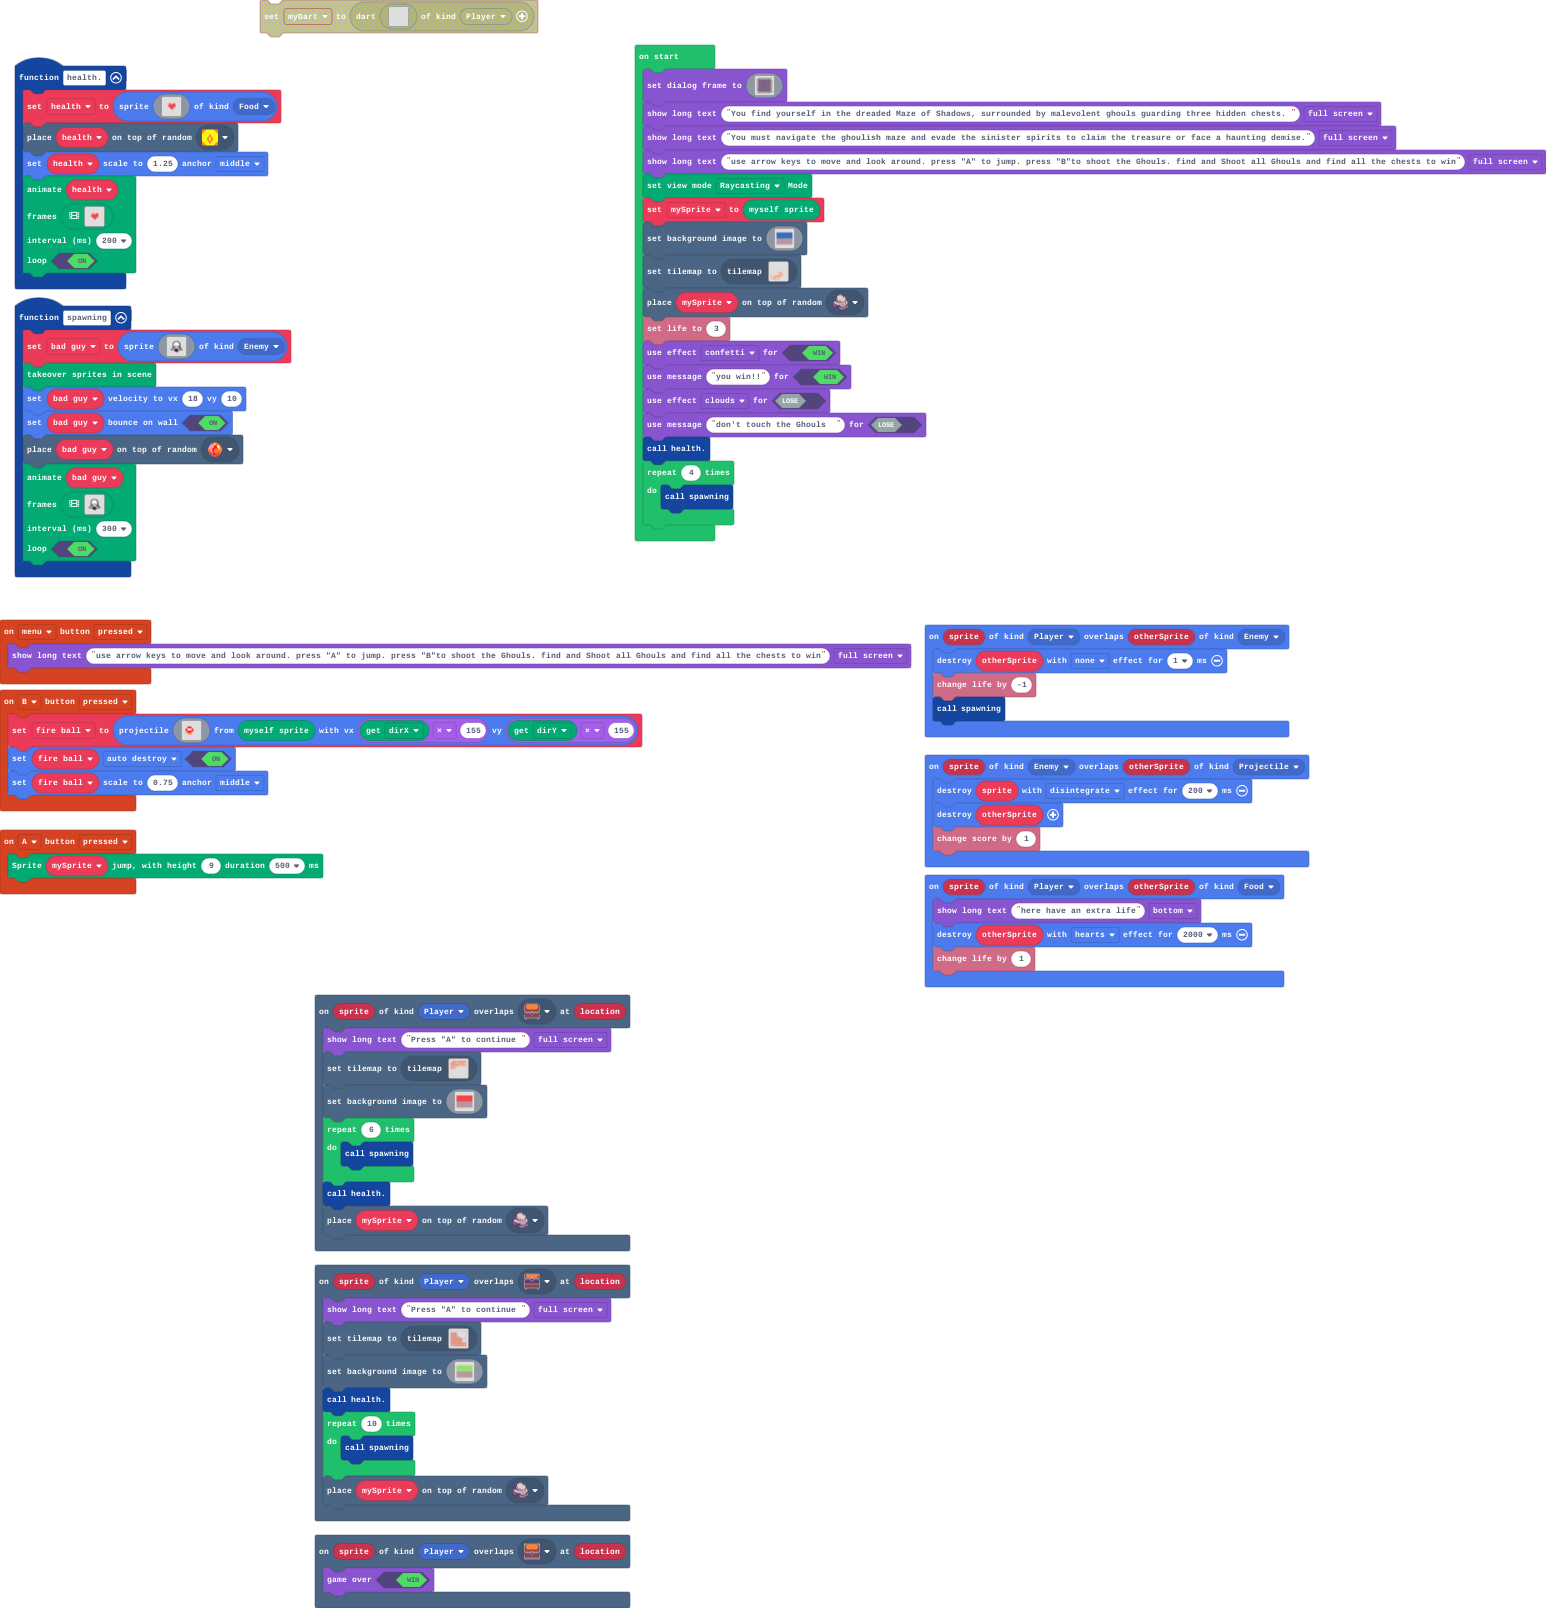 set myDart to dart of kind Player
function health.
set health to sprite of kind Food
place health on top of random
set health scale to 1.25 anchor middle
animate health
frames
interval (ms) 200
loop ON
function spawning
set bad guy to sprite of kind Enemy
takeover sprites in scene
set bad guy velocity to vx 18 vy 10
set bad guy bounce on wall ON
place bad guy on top of random
animate bad guy
frames
interval (ms) 300
loop ON
on start
set dialog frame to
show long text "You find yourself in the dreaded Maze of Shadows, surrounded by malevolent ghouls guarding three hidden chests. " full screen
show long text "You must navigate the ghoulish maze and evade the sinister spirits to claim the treasure or face a haunting demise." full screen
show long text "use arrow keys to move and look around. press "A" to jump. press "B"to shoot the Ghouls. find and Shoot all Ghouls and find all the chests to win" full screen
set view mode Raycasting Mode
set mySprite to myself sprite
set background image to
set tilemap to tilemap
place mySprite on top of random
set life to 3
use effect confetti for WIN
use message "you win!!" for WIN
use effect clouds for LOSE
use message "don't touch the Ghouls " for LOSE
call health.
repeat 4 times
do call spawning
on menu button pressed
show long text "use arrow keys to move and look around. press "A" to jump. press "B"to shoot the Ghouls. find and Shoot all Ghouls and find all the chests to win" full screen
on B button pressed
set fire ball to projectile from myself sprite with vx get dirX × 155 vy get dirY × 155
set fire ball auto destroy ON
set fire ball scale to 0.75 anchor middle
on A button pressed
Sprite mySprite jump, with height 9 duration 500 ms
on sprite of kind Player overlaps otherSprite of kind Enemy
destroy otherSprite with none effect for 1 ms
change life by -1
call spawning
on sprite of kind Enemy overlaps otherSprite of kind Projectile
destroy sprite with disintegrate effect for 200 ms
destroy otherSprite
change score by 1
on sprite of kind Player overlaps otherSprite of kind Food
show long text "here have an extra life" bottom
destroy otherSprite with hearts effect for 2000 ms
change life by 1
on sprite of kind Player overlaps at location
show long text "Press "A" to continue " full screen
set tilemap to tilemap
set background image to
repeat 6 times
do call spawning
call health.
place mySprite on top of random
on sprite of kind Player overlaps at location
show long text "Press "A" to continue " full screen
set tilemap to tilemap
set background image to
call health.
repeat 10 times
do call spawning
place mySprite on top of random
on sprite of kind Player overlaps at location
game over WIN